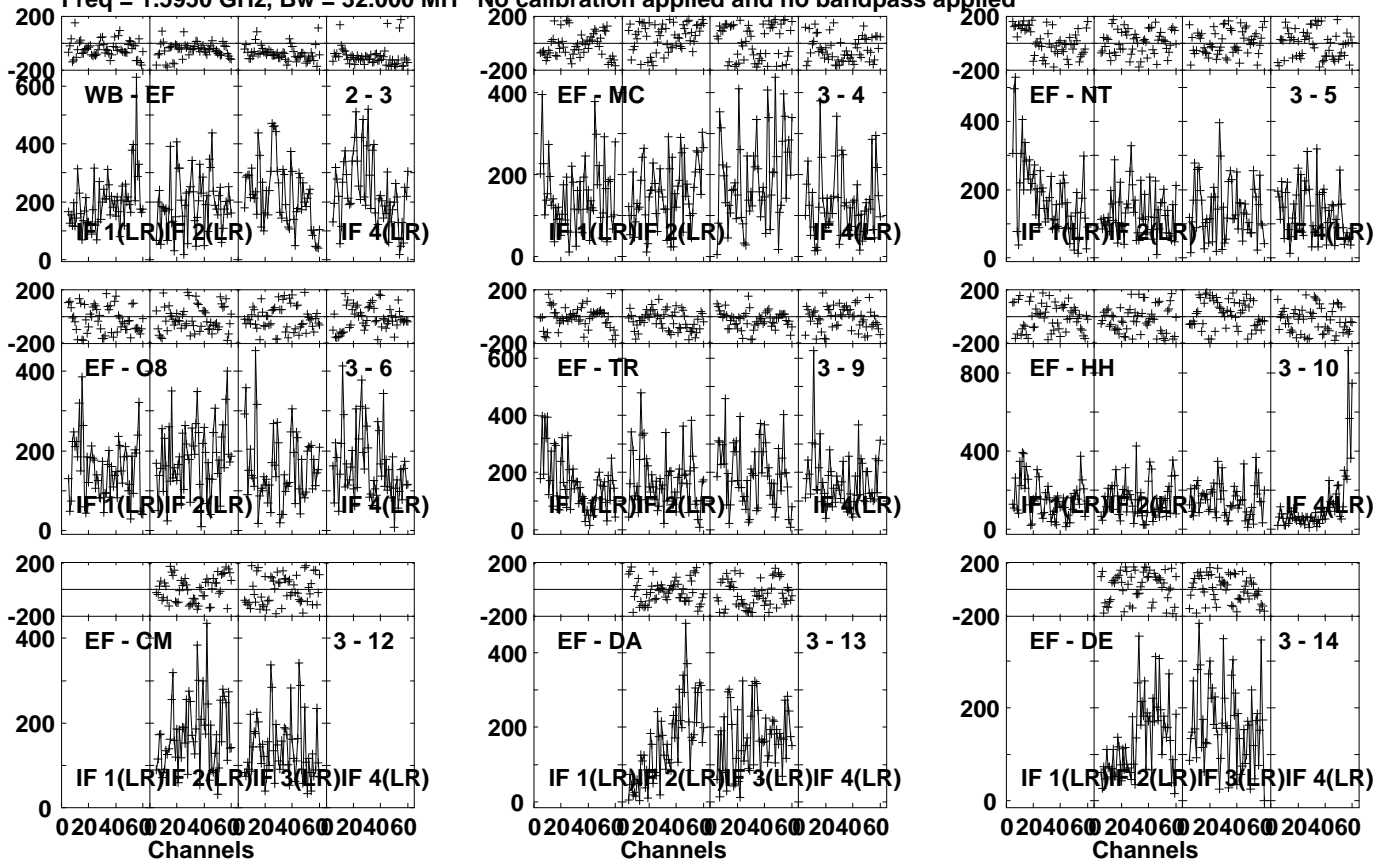 Freq = 1.5950 GHz, Bw = 32.000 MH No calibration applied and no bandpass applied
200
-200
600
WB - EF 2 - 3
400
200
IF 1(LR)IF 2(LR) IF 4(LR)
0
200
-200
EF - MC 3 - 4
400
200
IF 1(LR)IF 2(LR) IF 4(LR)
0
200
-200
EF - NT 3 - 5
400
200
IF 1(LR)IF 2(LR) IF 4(LR)
0
200
-200
EF - O8 3 - 6
400
200
IF 1(LR)IF 2(LR) IF 4(LR)
0
200
-200
600
EF - TR 3 - 9
400
200
IF 1(LR)IF 2(LR) IF 4(LR)
0
200
-200
EF - HH 3 - 10
800
400
IF 1(LR)IF 2(LR) IF 4(LR)
0
200
-200
EF - CM 3 - 12
400
200
IF 1(LR)IF 2(LR)IF 3(LR)IF 4(LR)
0
0204060 0204060 0204060 0204060
Channels
200
-200
EF - DA 3 - 13
400
200
IF 1(LR)IF 2(LR)IF 3(LR)IF 4(LR)
0
0204060 0204060 0204060 0204060
Channels
200
-200
EF - DE 3 - 14
200
IF 1(LR)IF 2(LR)IF 3(LR)IF 4(LR)
0
0204060 0204060 0204060 0204060
Channels